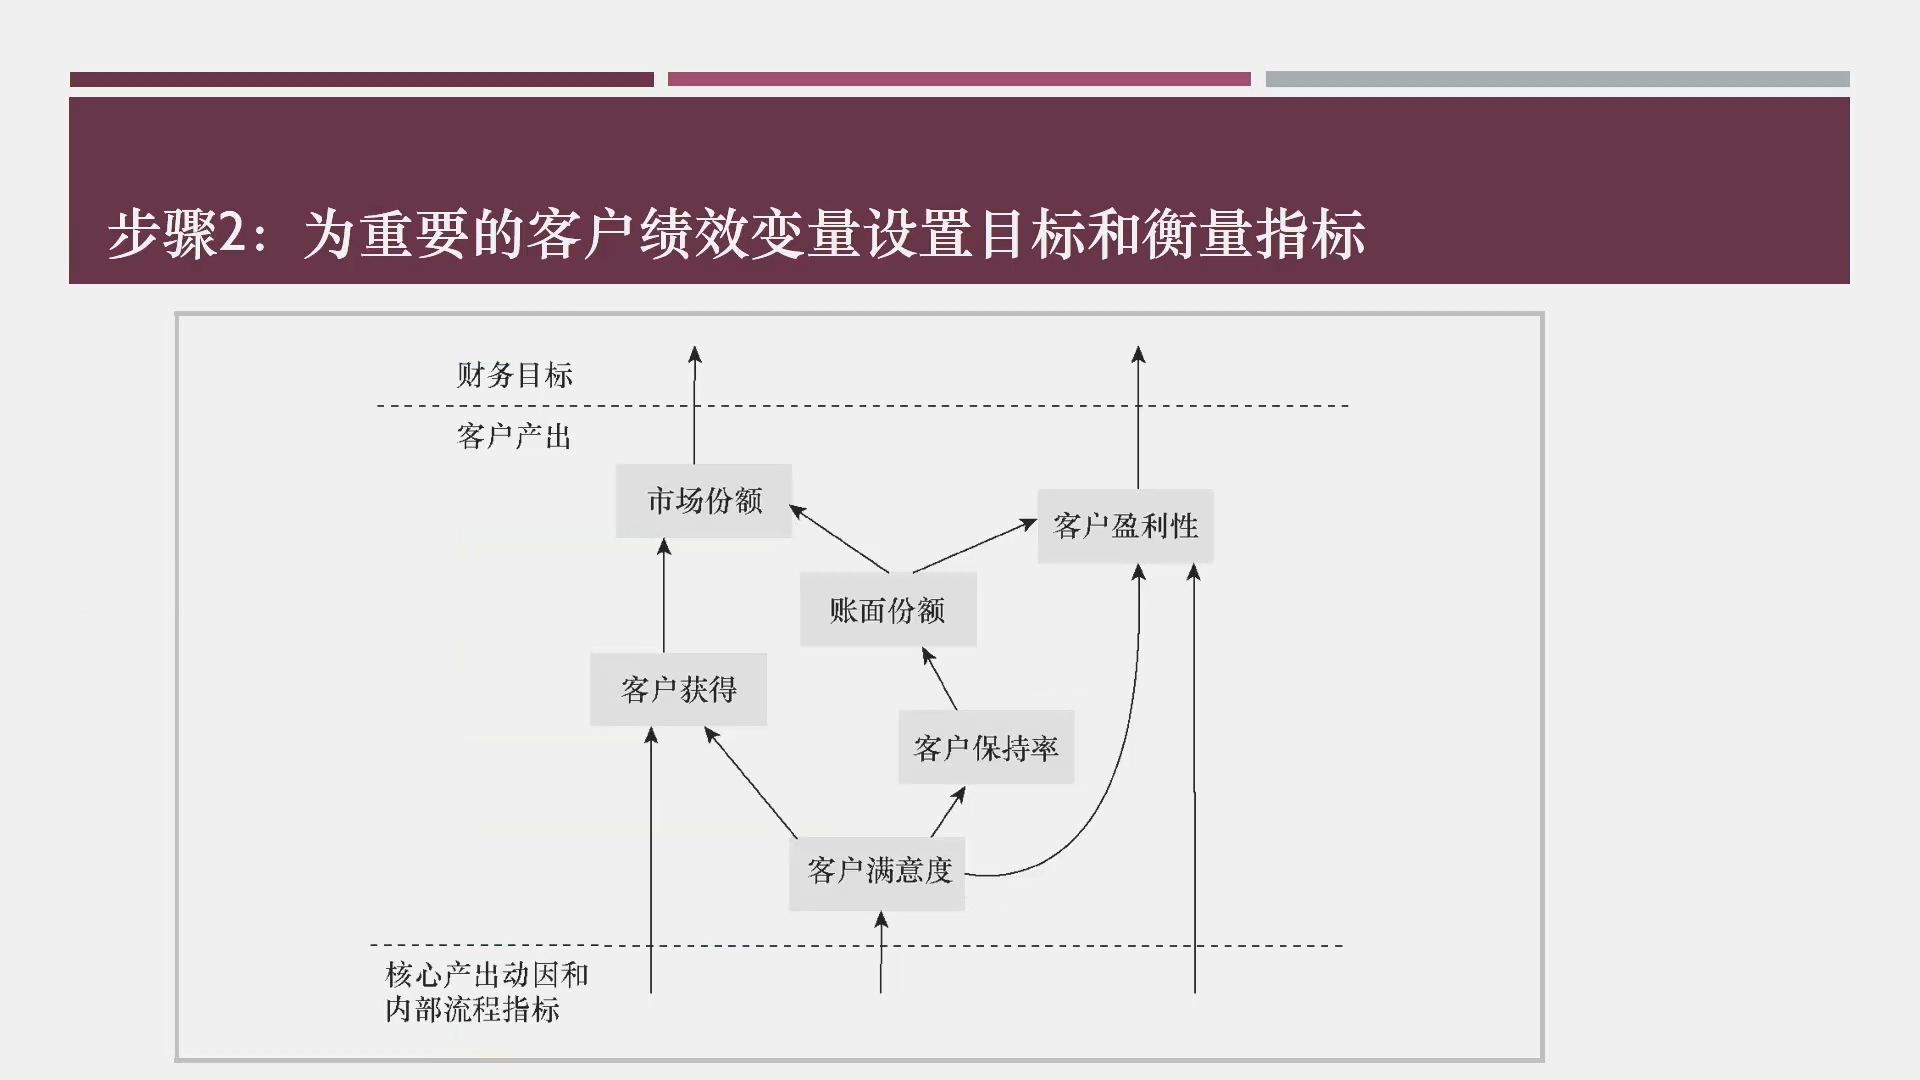 步骤2：为重要的客户绩效变量设置目标和衡量指标
财务目标
客户产出
市场份额
客户盈利性
账面份额
客户获得
客户保持率
客户满意度
核心产出动因和
内部流程指标